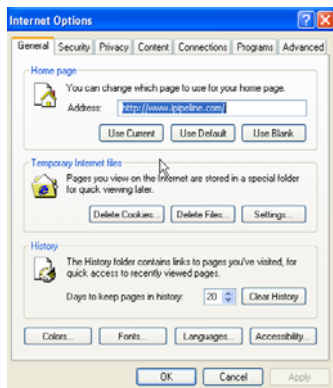 Internet Options
General Security Privacy Content Connections Programs Advanced
Home page
You can change which page to use for your home page.
Address: http://www.ipipeline.com/
Use Current Use Default Use Blank
Temporary Internet files
Pages you view on the Internet are stored in a special folder
for quick viewing later.
Delete Cookies... Delete Files... Settings...
History
The History folder contains links to pages you've visited, for
quick access to recently viewed pages.
Days to keep pages in history: 20 Clear History
Colors... Fonts... Languages... Accessibility...
OK Cancel Apply